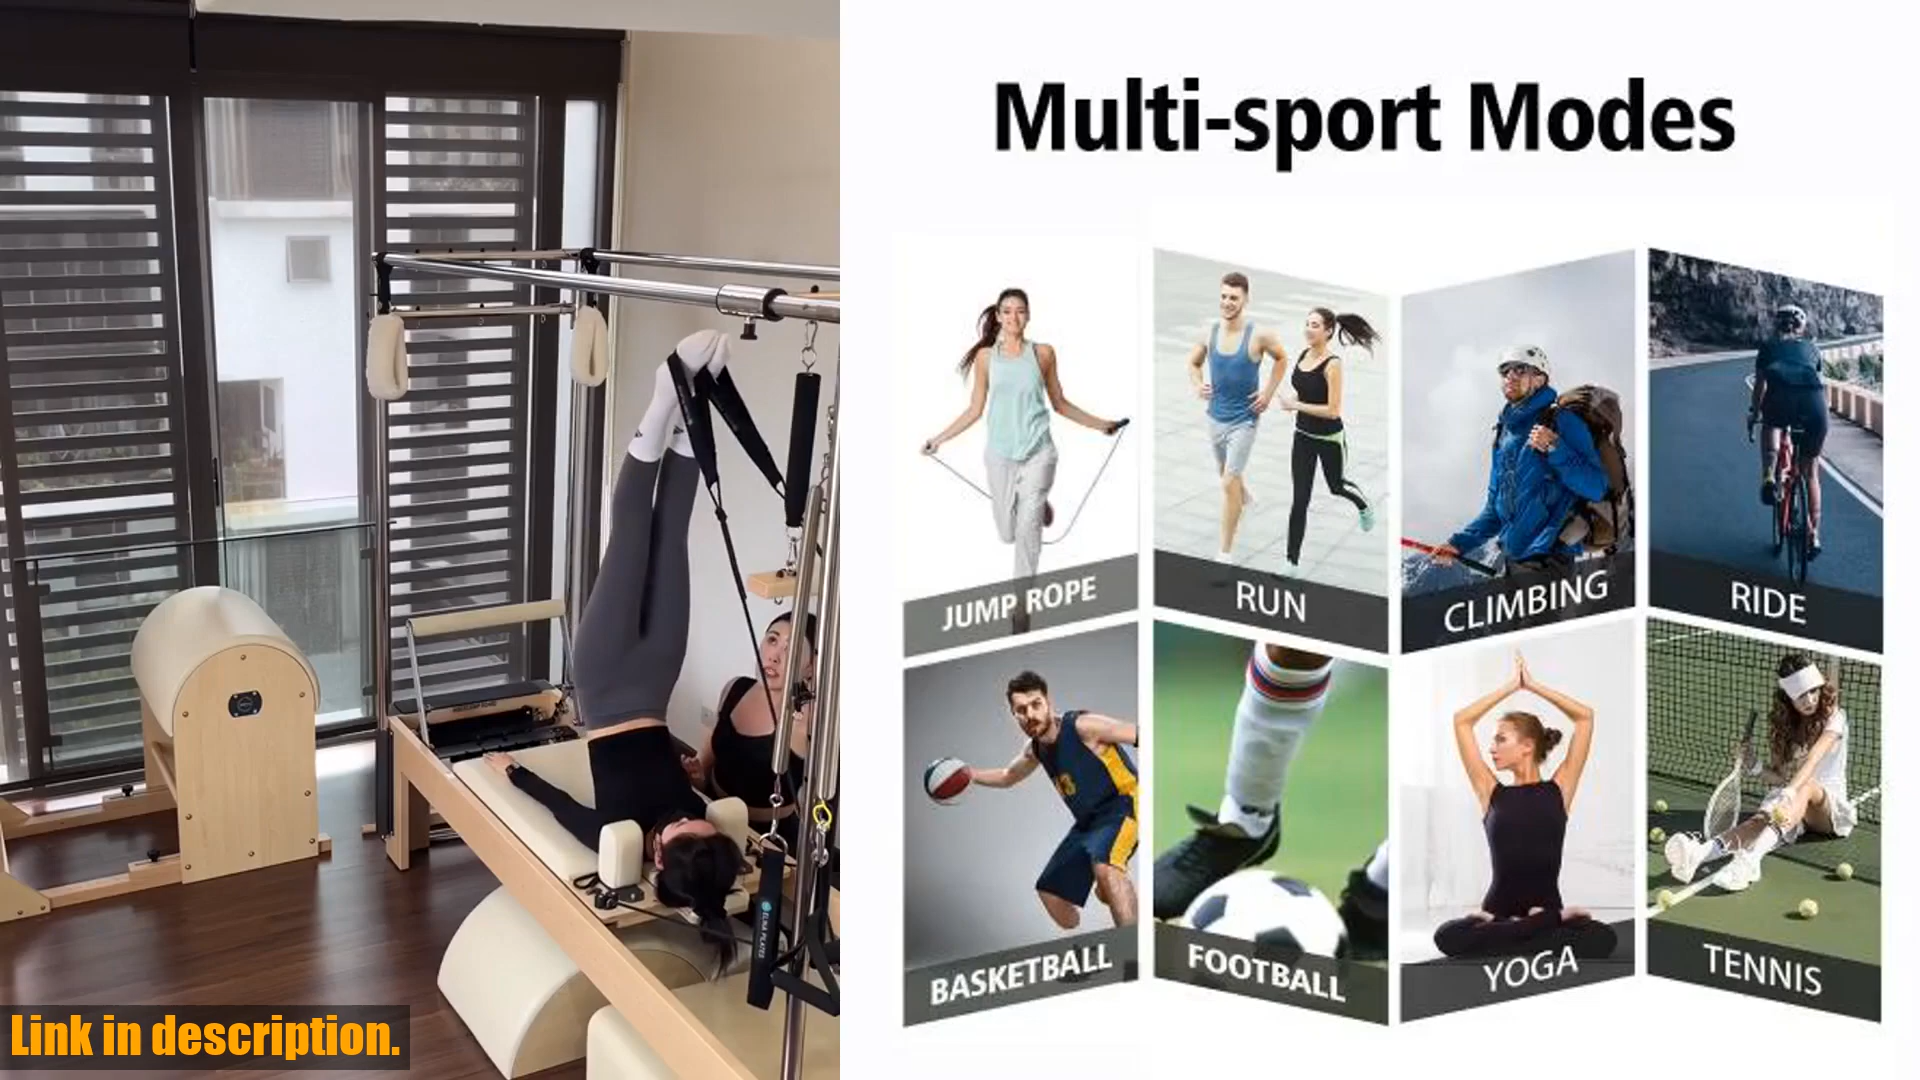 Multi-sport Modes
JUMP ROPE
RUN
CLIMBING
RIDE
BASKETBALL
FOOTBALL
YOGA
TENNIS
Link in description.